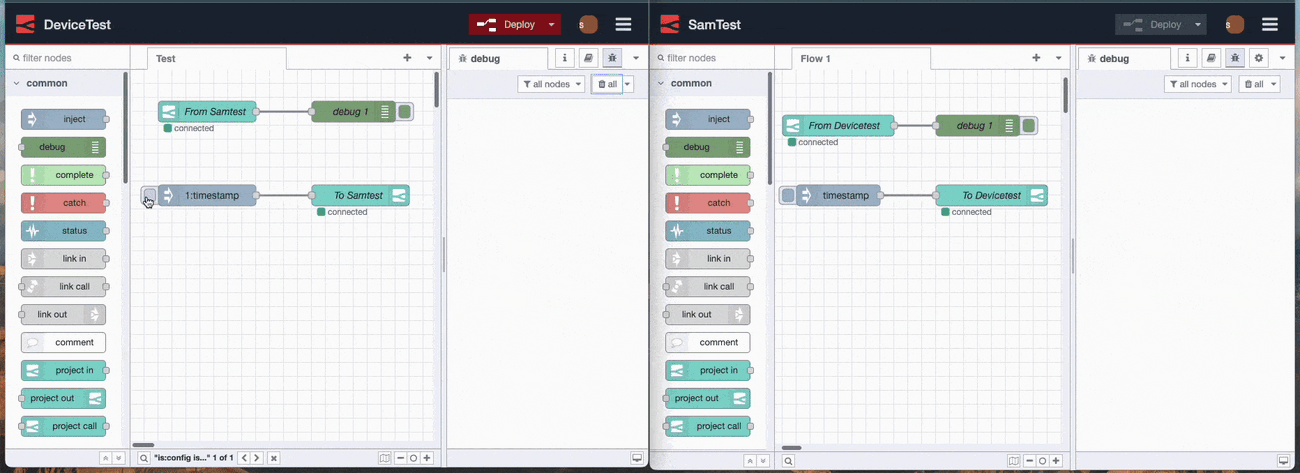 DeviceTest
Deploy
s
filter nodes
Test
debug
common
all nodes
all
inject
debug
complete
catch
status
link in
link call
link out
comment
project in
project out
project call
From Samtest
debug 1
connected
1:timestamp
To Samtest
connected
"is:config is..." 1 of 1
SamTest
Deploy
s
filter nodes
Flow 1
debug
common
all nodes
all
inject
debug
complete
catch
status
link in
link call
link out
comment
project in
project out
project call
From Devicetest
debug 1
connected
timestamp
To Devicetest
connected